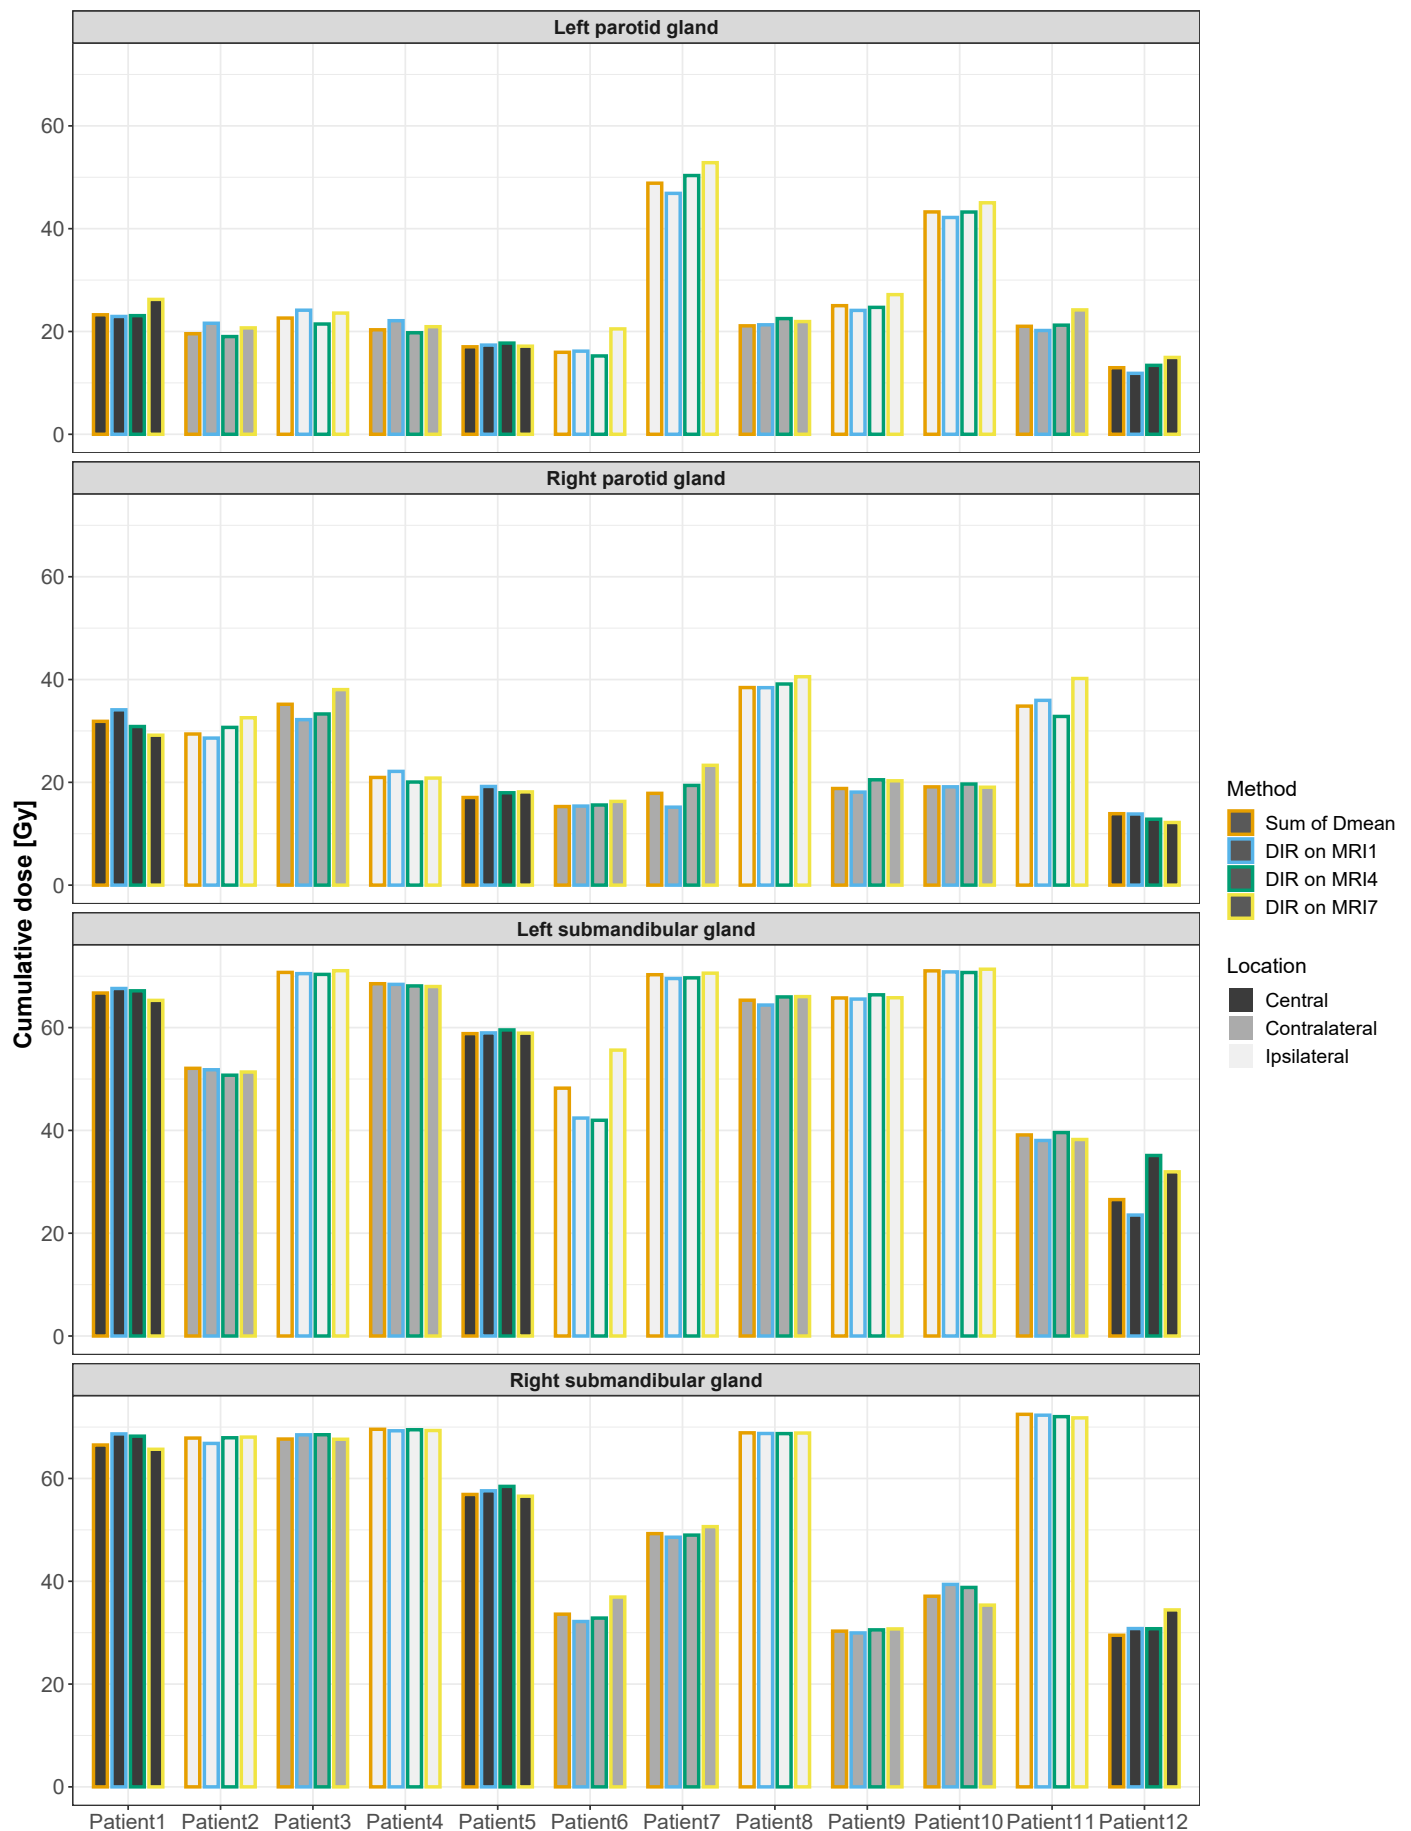 Left parotid gland
60
40
20
0
Right parotid gland
60
40
20
0
Left submandibular gland
60
40
20
0
Right submandibular gland
60
40
20
0
Cumulative dose [Gy]
Patient1 Patient2 Patient3 Patient4 Patient5 Patient6 Patient7 Patient8 Patient9 Patient10 Patient11 Patient12
Method
Sum of Dmean
DIR on MRI1
DIR on MRI4
DIR on MRI7
Location
Central
Contralateral
Ipsilateral